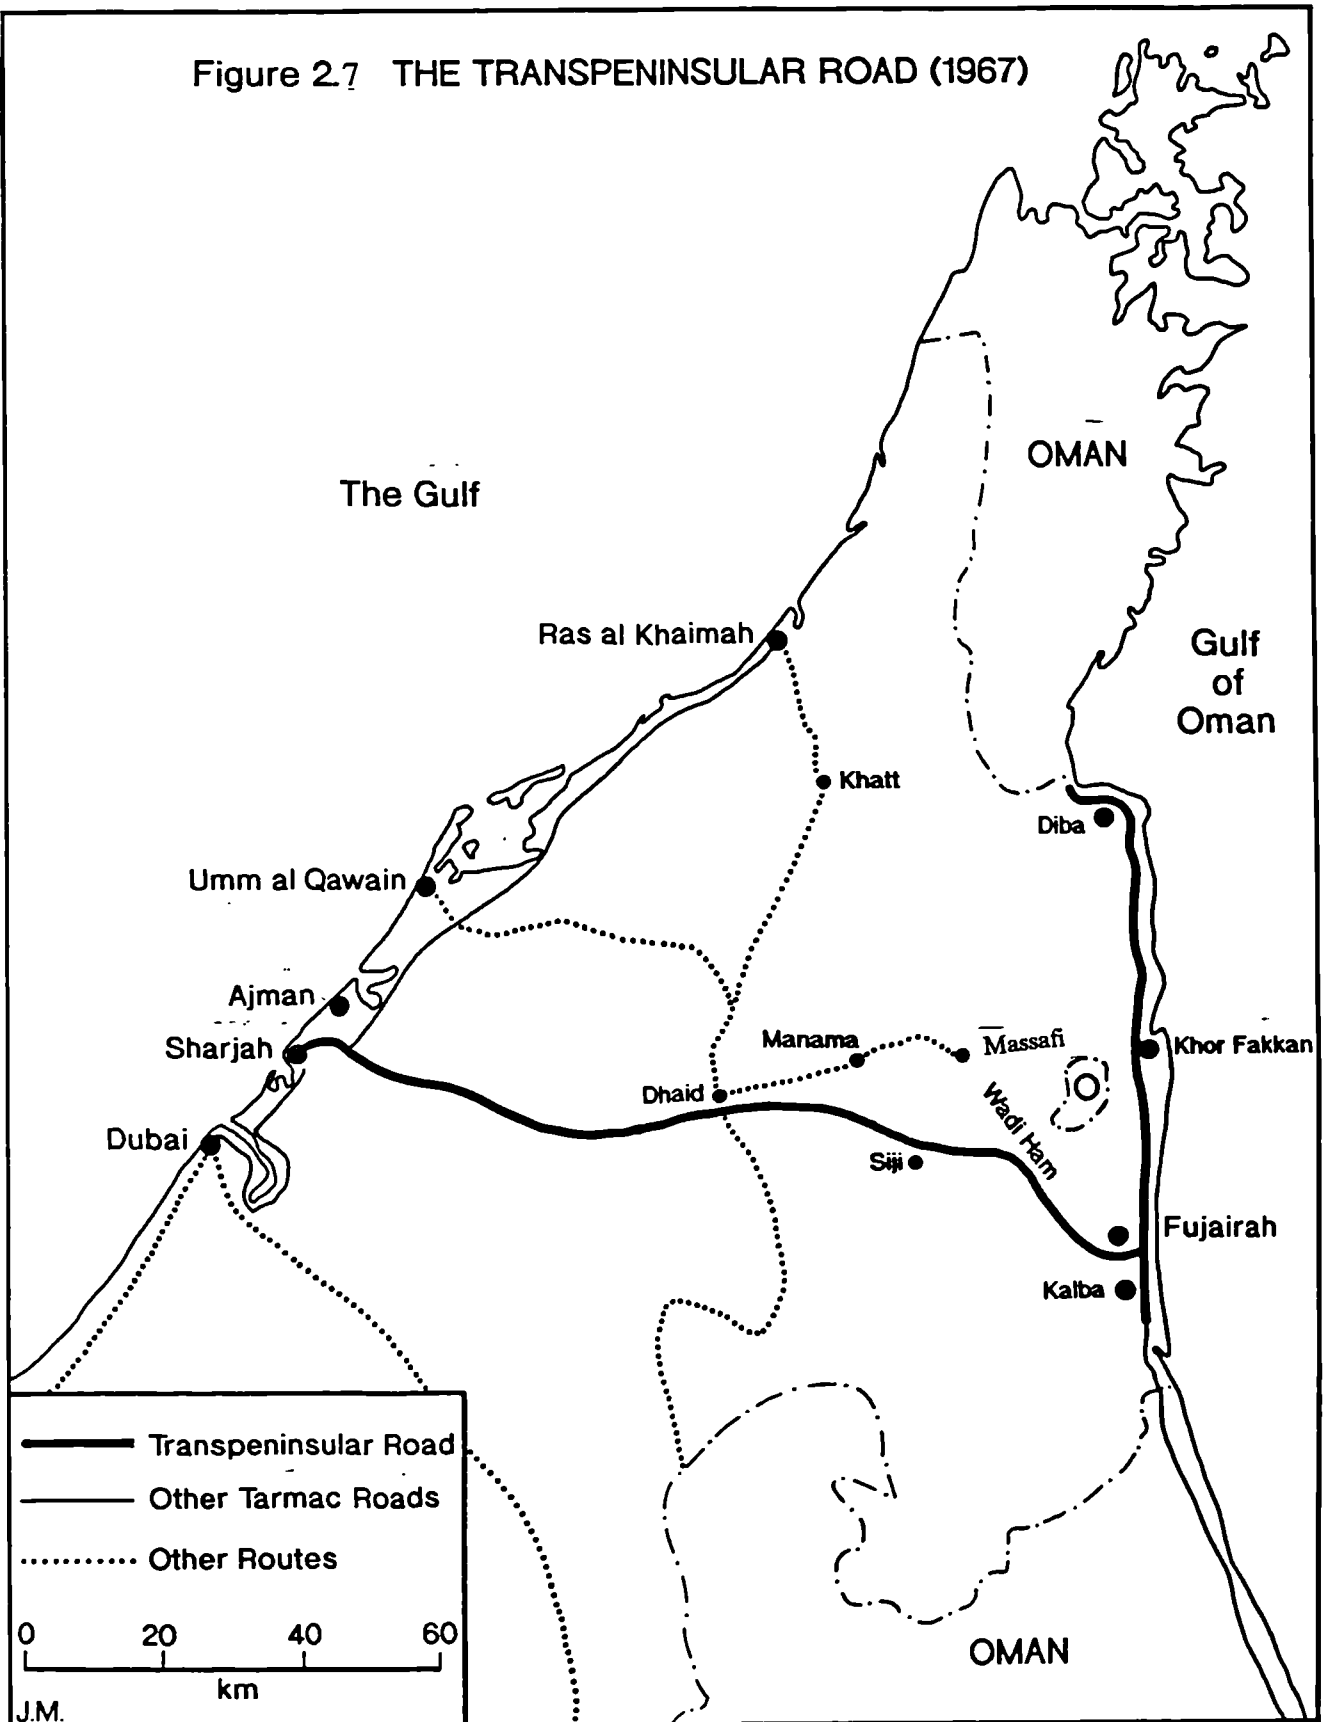 Figure 2.7 THE TRANSPENINSULAR ROAD (1967)
OMAN
The Gulf
Ras al Khaimah
Gulf
of
Oman
Khatt
Diba
Umm al Qawain
Ajman
Sharjah
Manama
Massafi
Khor Fakkan
Dhaid
Wadi Ham
Dubai
Siji
Fujairah
Kalba
Transpeninsular Road
Other Tarmac Roads
Other Routes
0 20 40 60
km
J.M.
OMAN